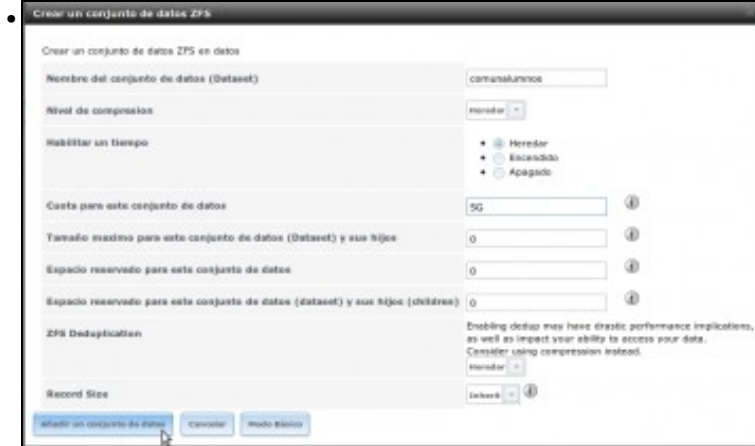 Crear un conjunto de datos ZFS
Crear un conjunto de datos ZFS en datos
Nombre del conjunto de datos (Dataset) comunalumnos
Nivel de compresion Heredar
Habilitar un tiempo
Heredar
Encendido
Apagado
Cuota para este conjunto de datos 5G
Tamaño maximo para este conjunto de datos (Dataset) y sus hijos 0
Espacio reservado para este conjunto de datos 0
Espacio reservado para este conjunto de datos (dataset) y sus hijos (children) 0
ZFS Deduplication
Enabling dedup may have drastic performance implications,
as well as impact your ability to access your data.
Consider using compression instead.
Heredar
Record Size Inherit
Añadir un conjunto de datos Cancelar Modo Básico